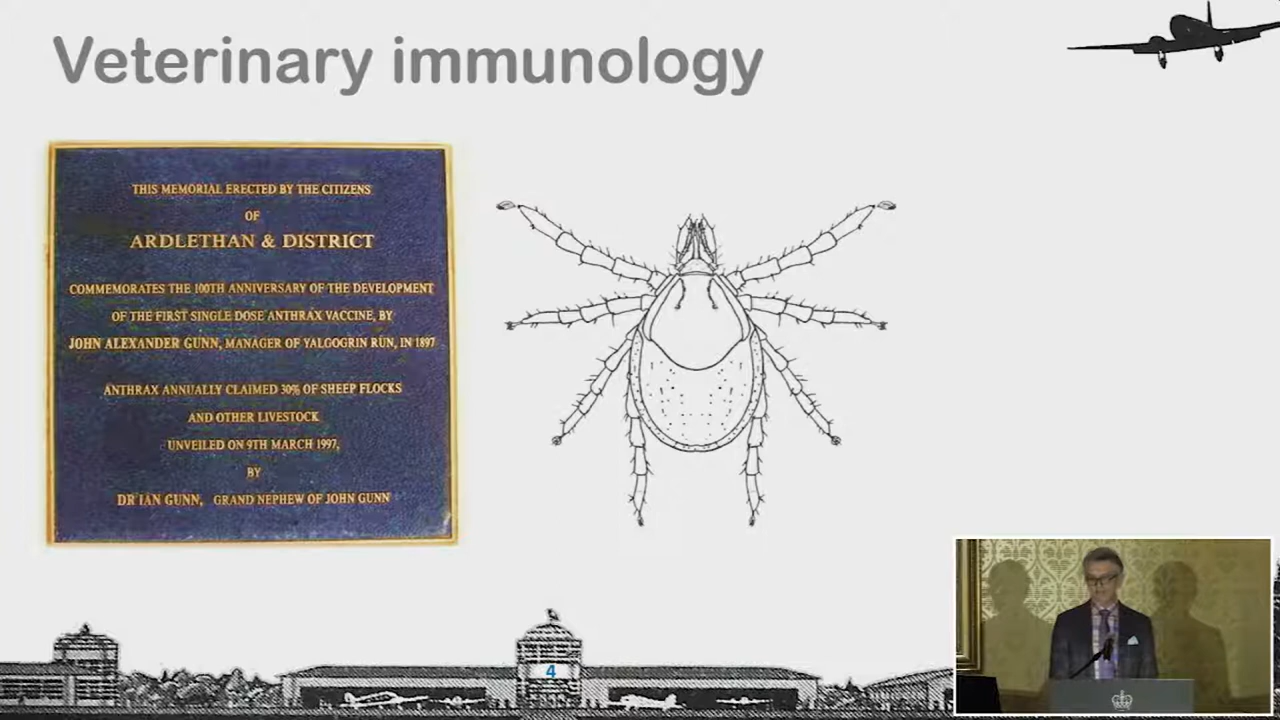 Veterinary immunology
THIS MEMORIAL ERECTED BY THE CITIZENS
OF
ARDLETHAN & DISTRICT
COMMEMORATES THE 100TH ANNIVERSARY OF THE DEVELOPMENT
OF THE FIRST SINGLE DOSE ANTHRAX VACCINE, BY
JOHN ALEXANDER GUNN, MANAGER OF YALGOGRIN RUN, IN 1897
ANTHRAX ANNUALLY CLAIMED 30% OF SHEEP FLOCKS
AND OTHER LIVESTOCK
UNVEILED ON 9TH MARCH 1997,
BY
DR IAN GUNN, GRAND NEPHEW OF JOHN GUNN
4